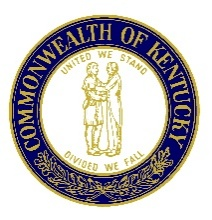 COMMONWEALTH OF KENTUCKY
UNITED WE STAND
DIVIDED WE FALL